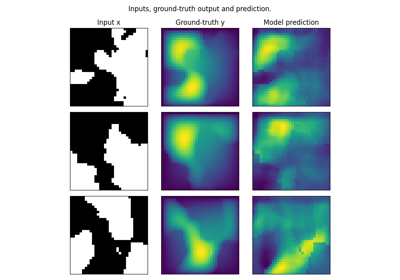 Inputs, ground-truth output and prediction.
Input x
Ground-truth y
Model prediction